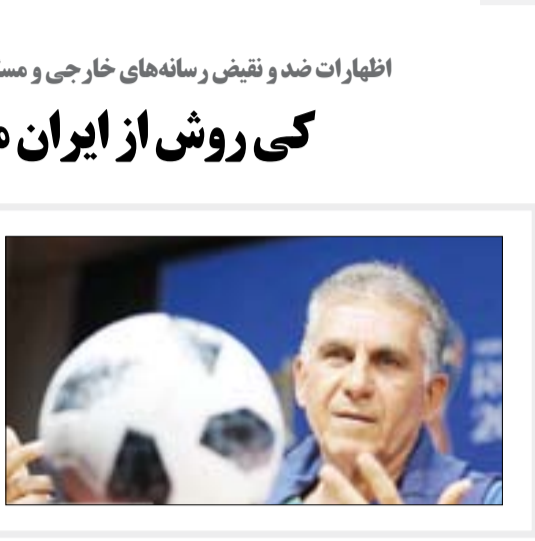 اظهارات ضد و نقیض رسانه‌های خارجی و
کی روش از ایران